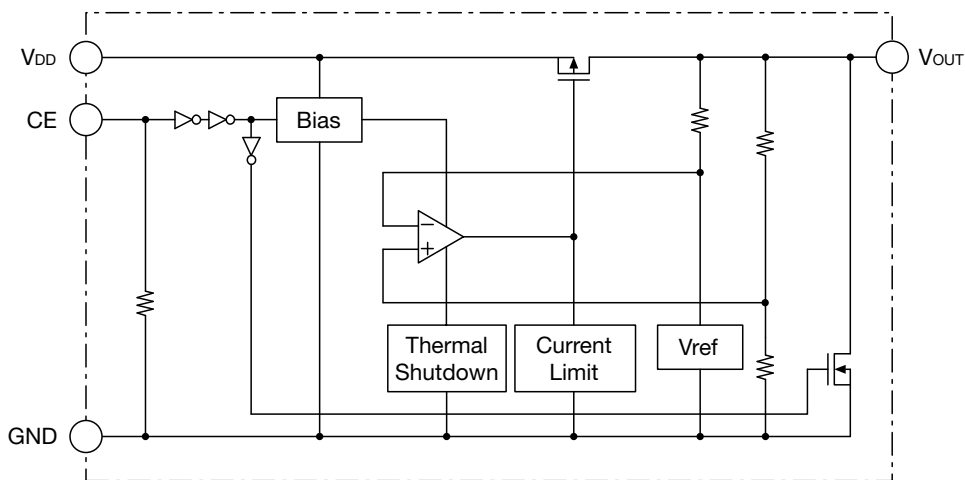 VDD
VOUT
CE
Bias
−
+
Thermal
Shutdown
Current
Limit
Vref
GND